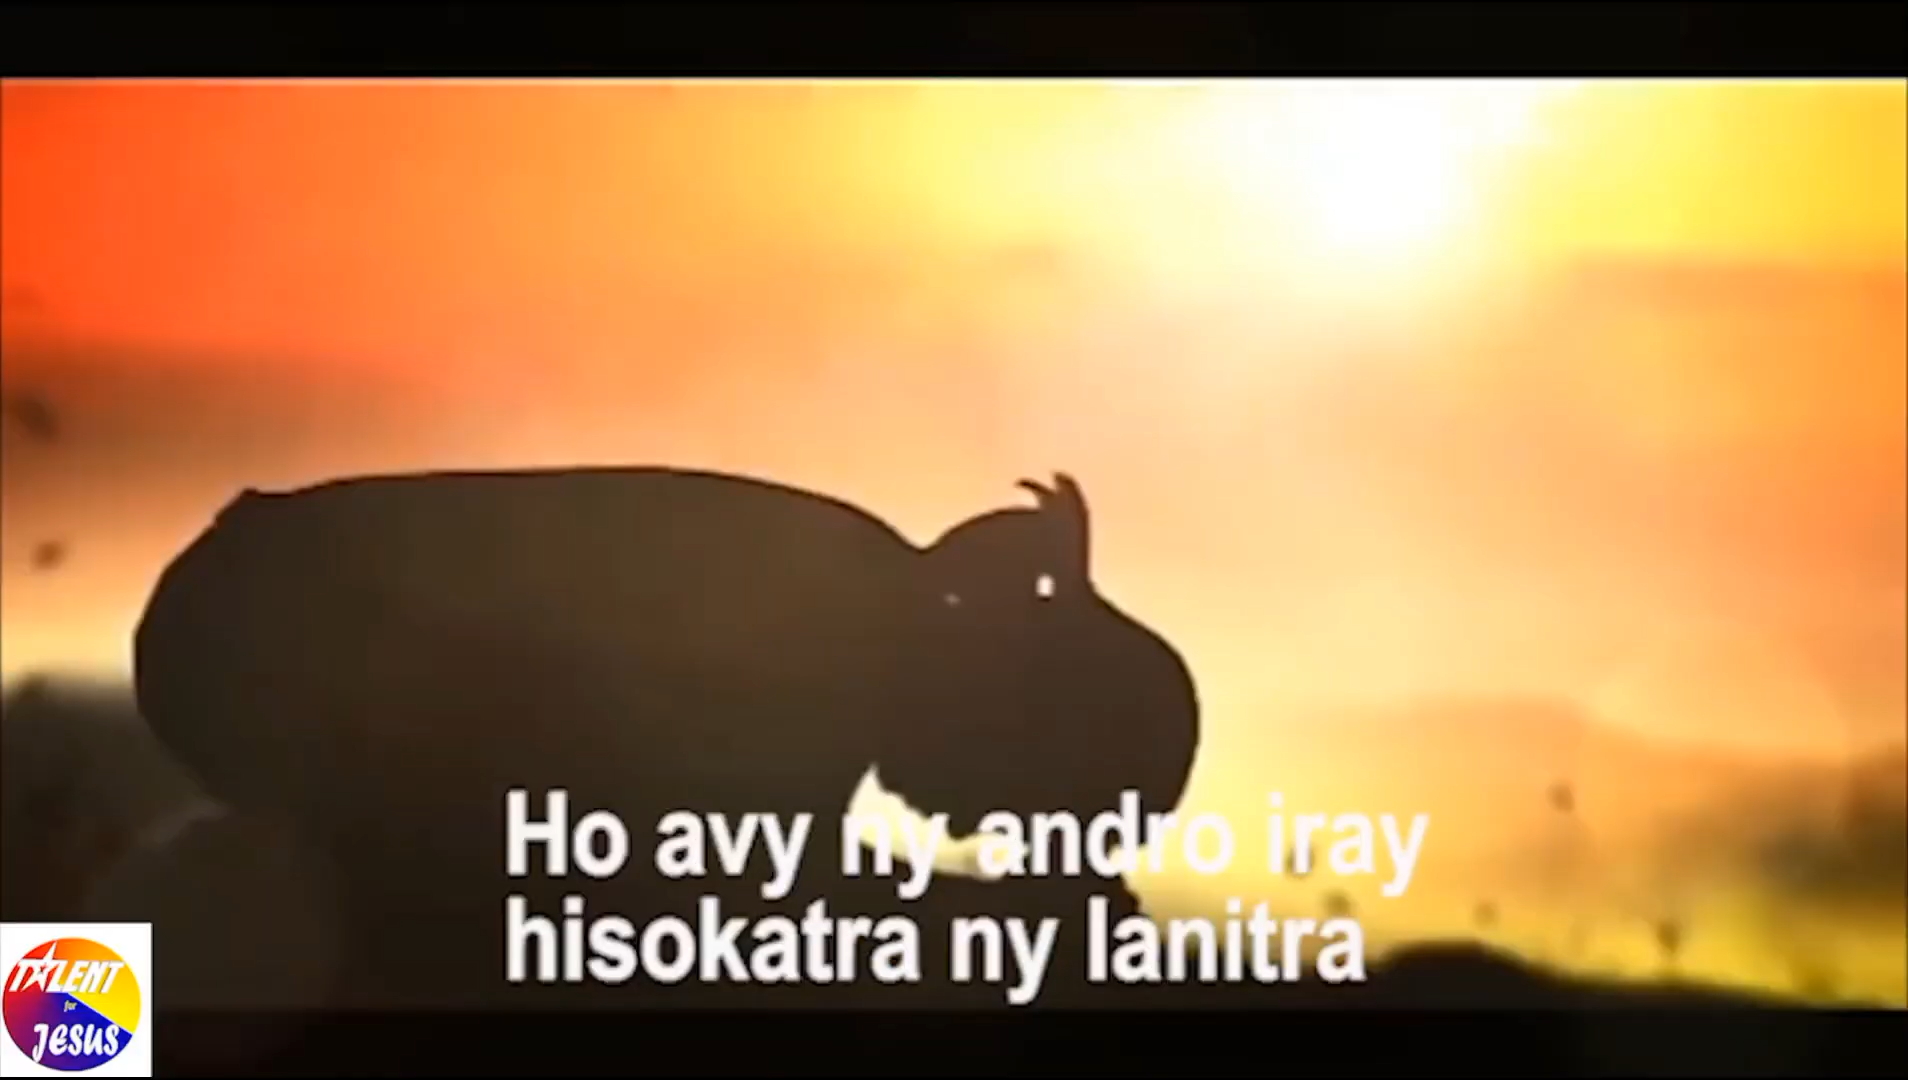 Ho avy ny andro iray
hisokatra ny lanitra
TALENT
for
Jesus